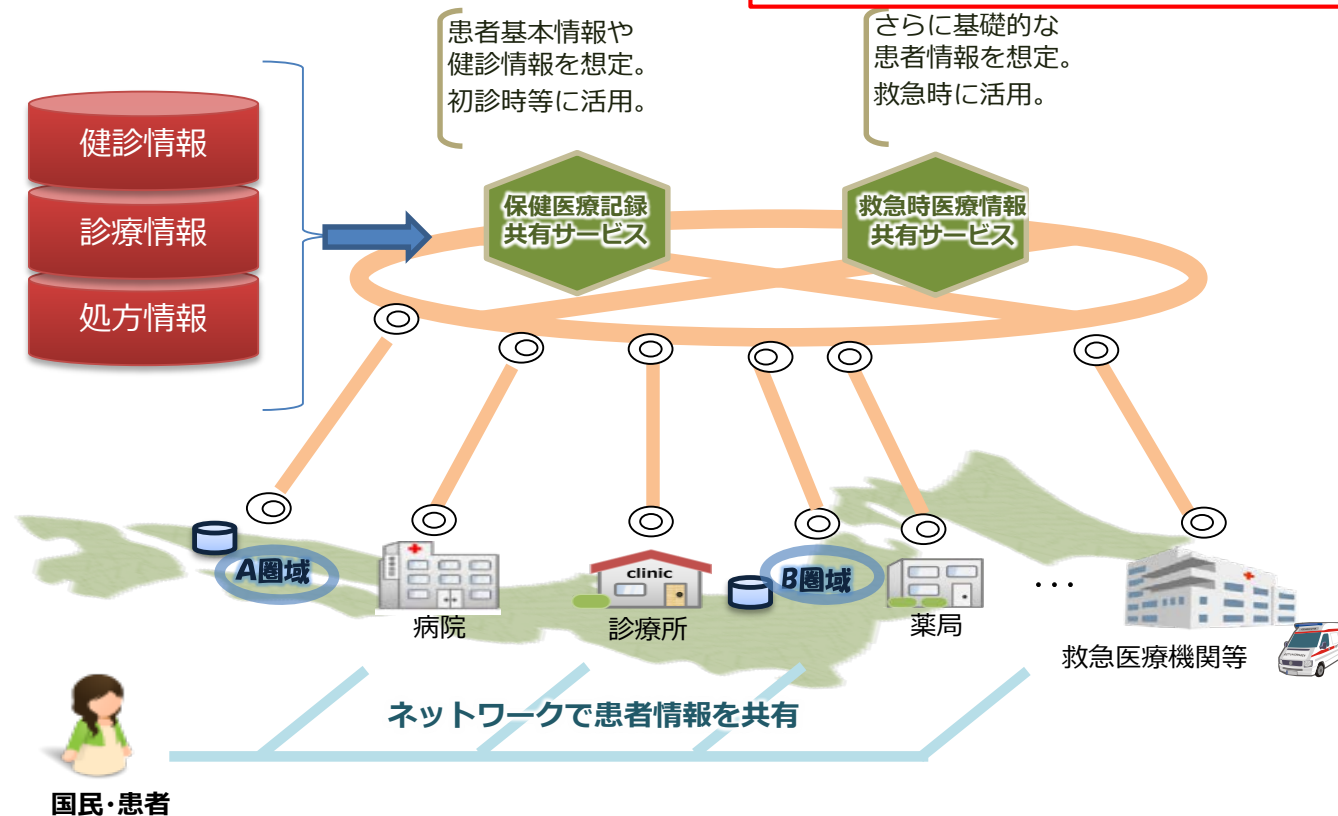 患者基本情報や
健診情報を想定。
初診時等に活用。
さらに基礎的な
患者情報を想定。
救急時に活用。
健診情報
診療情報
処方情報
保健医療記録
共有サービス
救急時医療情報
共有サービス
A圏域
病院
clinic
診療所
B圏域
薬局
・・・
救急医療機関等
ネットワークで患者情報を共有
国民・患者